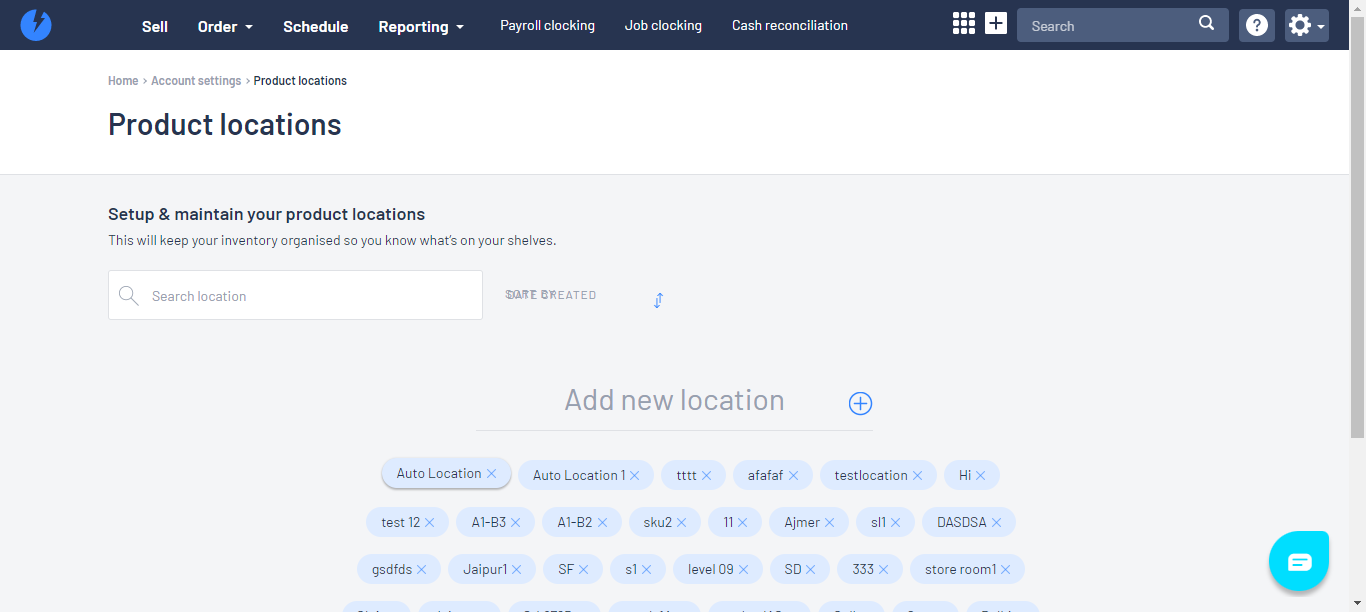 Sell Order Schedule Reporting Payroll clocking Job clocking Cash reconciliation Search
Home › Account settings › Product locations
Product locations
Setup & maintain your product locations
This will keep your inventory organised so you know what's on your shelves.
Search location SORT BY DATE CREATED
Add new location
Auto Location Auto Location 1 tttt afafaf testlocation Hi
test 12 A1-B3 A1-B2 sku2 11 Ajmer sl1 DASDSA
gsdfds Jaipur1 SF s1 level 09 SD 333 store room1